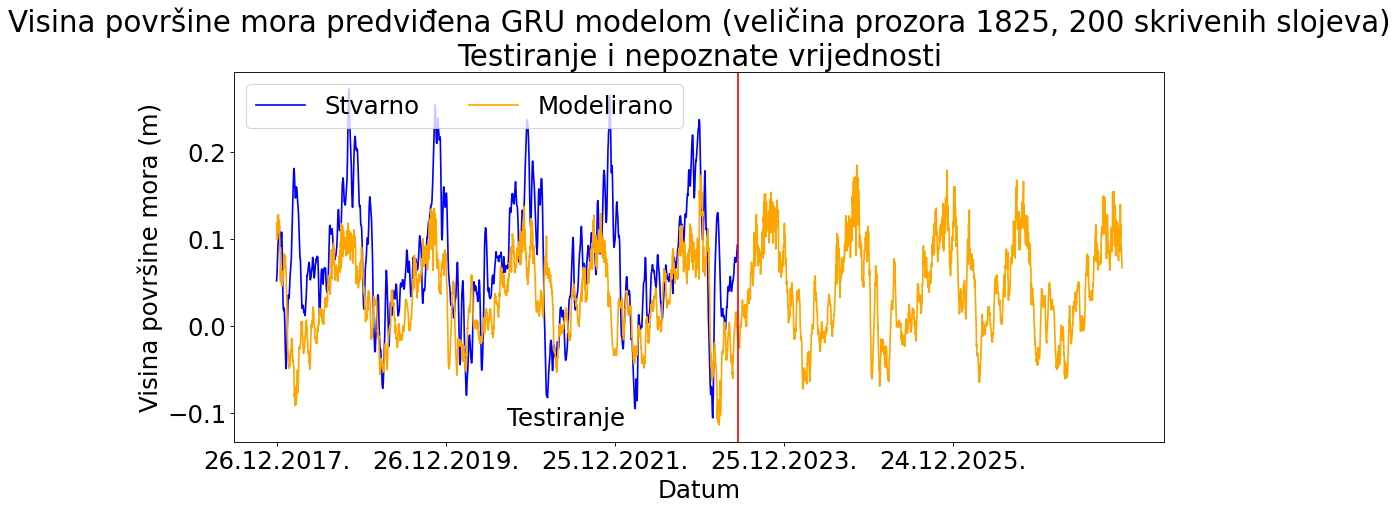 Visina površine mora predviđena GRU modelom (veličina prozora 1825, 200 skrivenih slojeva)
Testiranje i nepoznate vrijednosti
Stvarno
Modelirano
Visina površine mora (m)
0.2
0.1
0.0
−0.1
Testiranje
26.12.2017.
26.12.2019.
25.12.2021.
25.12.2023.
24.12.2025.
Datum